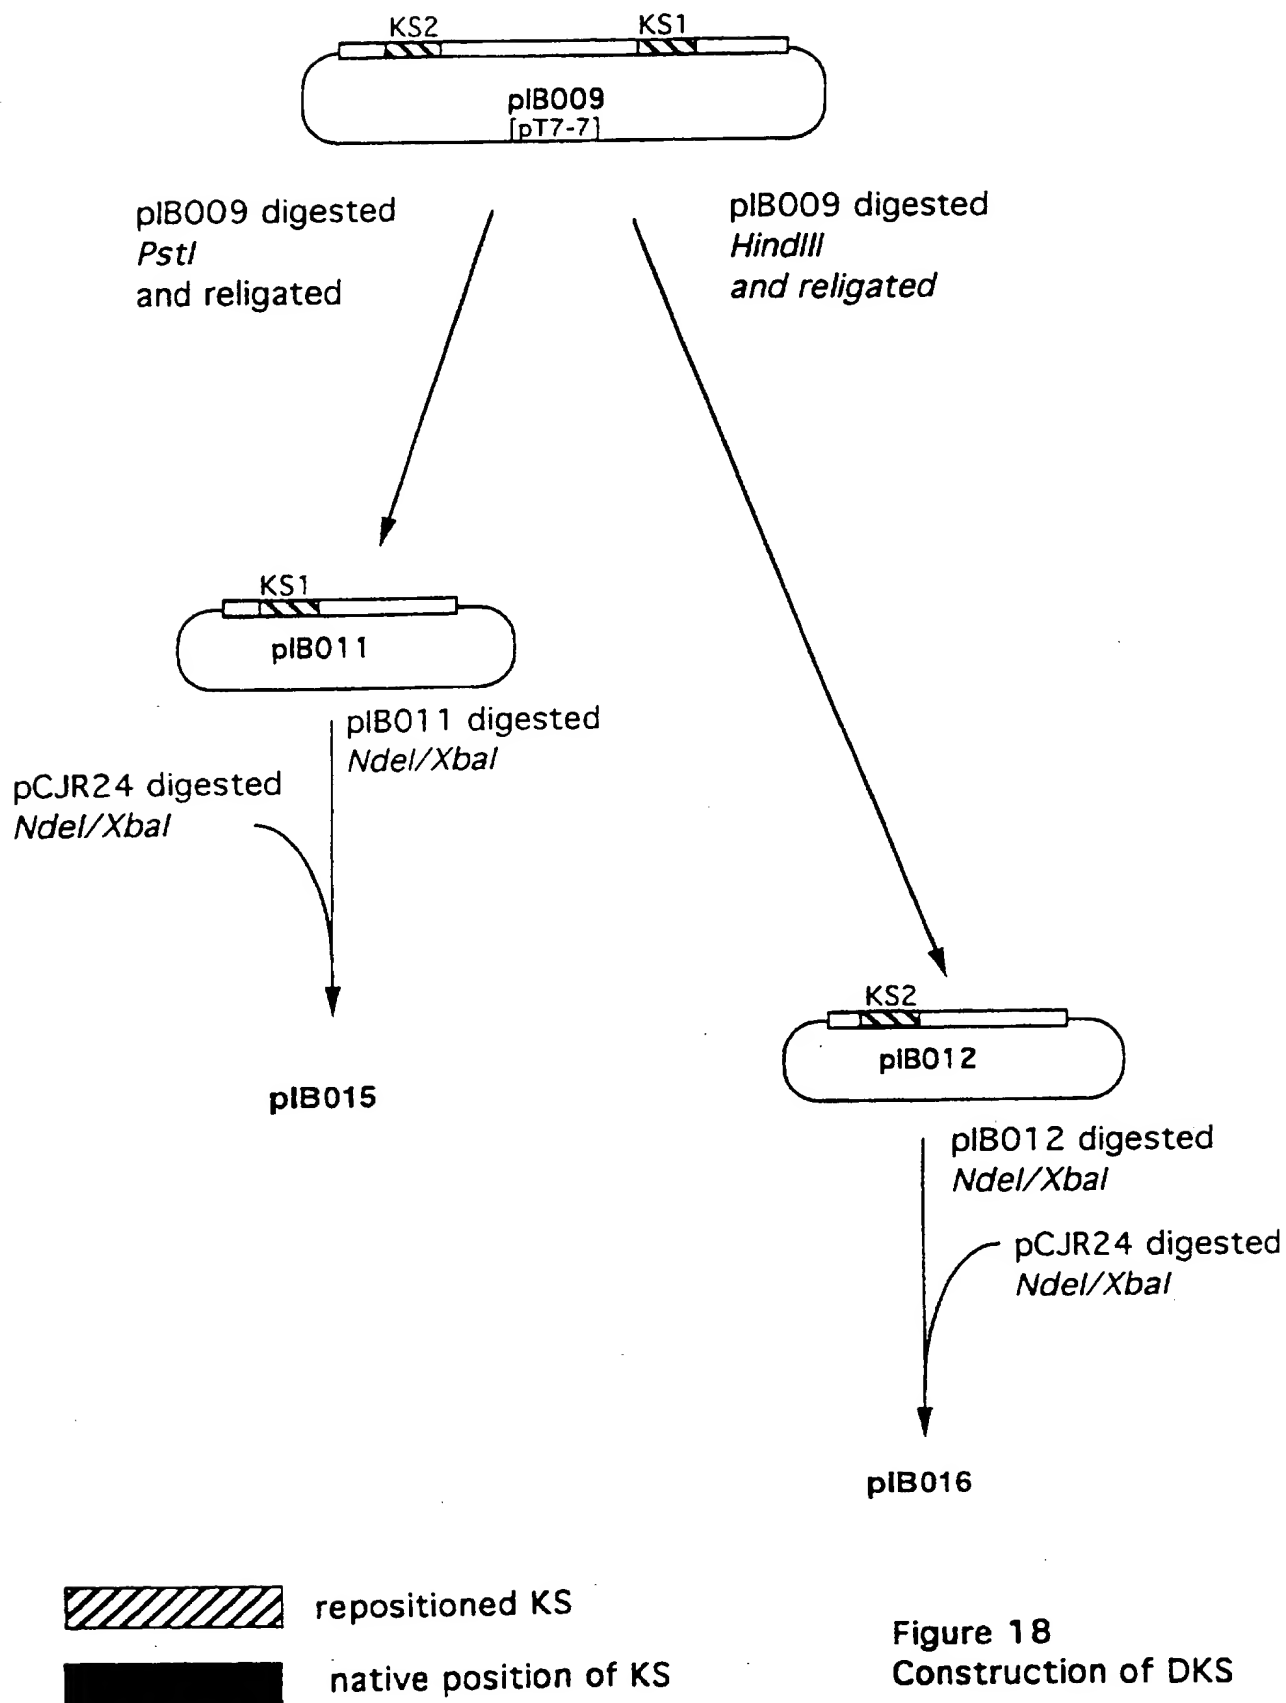 KS2
KS1
pIB009
[pT7-7]
pIB009 digested
PstI
and religated
pIB009 digested
HindIII
and religated
KS1
pIB011
pIB011 digested
NdeI/XbaI
pCJR24 digested
NdeI/XbaI
pIB015
KS2
pIB012
pIB012 digested
NdeI/XbaI
pCJR24 digested
NdeI/XbaI
pIB016
repositioned KS
native position of KS
Figure 18
Construction of DKS